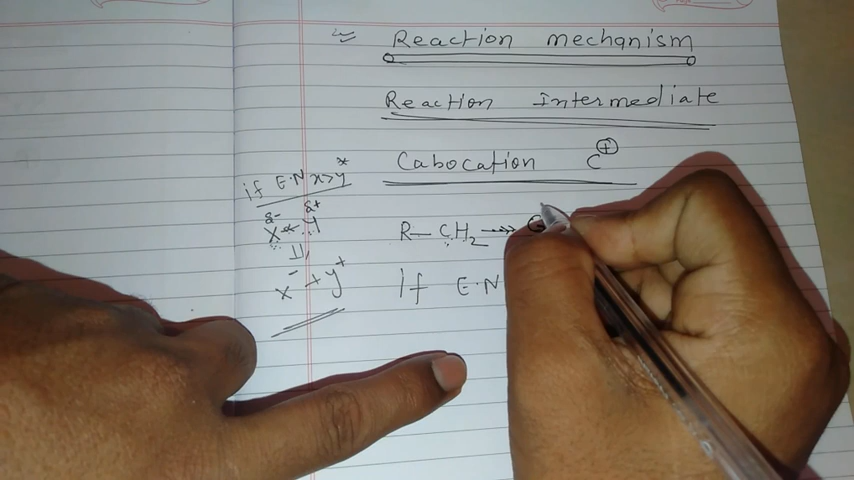 Reaction mechanism
Reaction Intermediate
Cabocation C⊕
if E.N x>y
δ- δ+
X Y
X⁻ + Y⁺
R-CH₂
If E.N